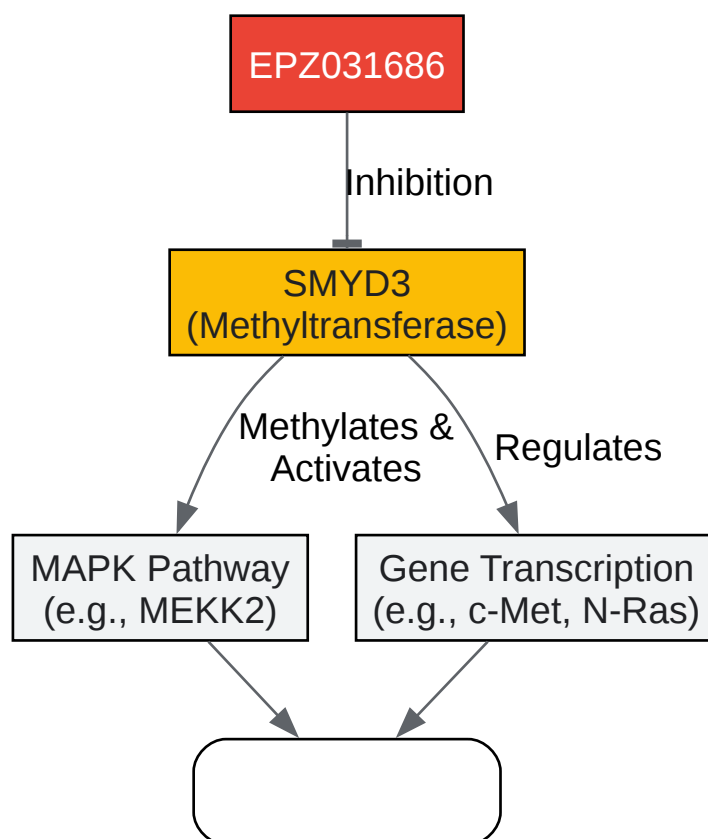 EPZ031686
Inhibition
SMYD3
(Methyltransferase)
Methylates &
Activates
Regulates
MAPK Pathway
(e.g., MEKK2)
Gene Transcription
(e.g., c-Met, N-Ras)